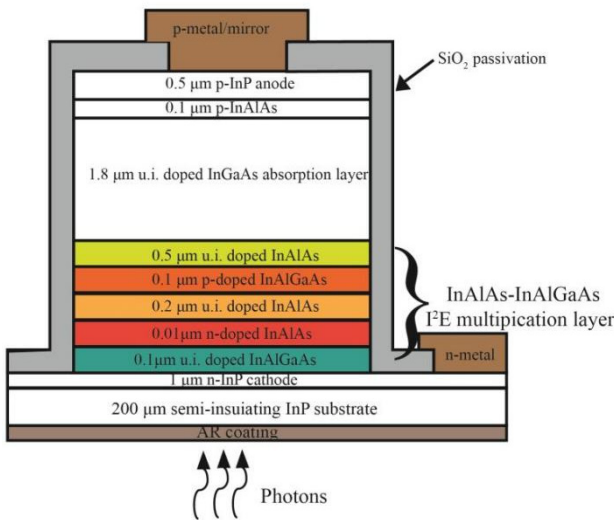 p-metal/mirror
SiO₂ passivation
0.5 μm p-InP anode
0.1 μm p-InAlAs
1.8 μm u.i. doped InGaAs absorption layer
0.5 μm u.i. doped InAlAs
0.1 μm p-doped InAlGaAs
0.2 μm u.i. doped InAlAs
0.01μm n-doped InAlAs
0.1μm u.i. doped InAlGaAs
InAlAs-InAlGaAs
I²E multipication layer
n-metal
1 μm n-InP cathode
200 μm semi-insuiating InP substrate
AR coating
Photons